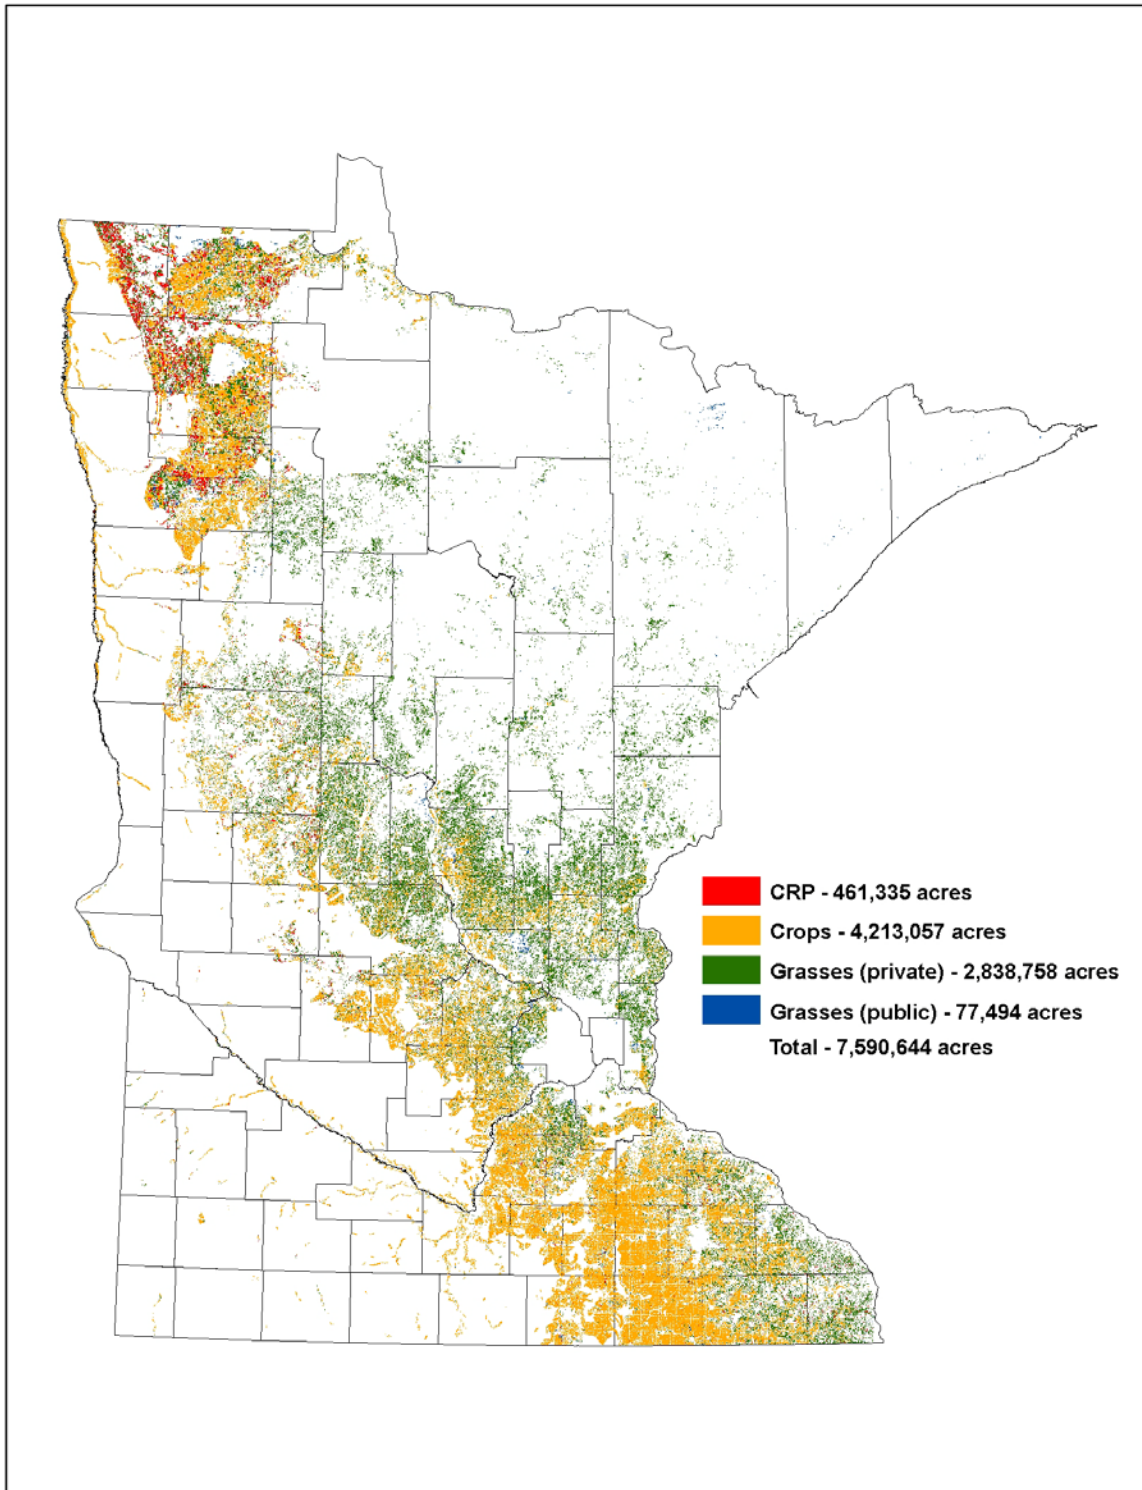 CRP - 461,335 acres
Crops - 4,213,057 acres
Grasses (private) - 2,838,758 acres
Grasses (public) - 77,494 acres
Total - 7,590,644 acres